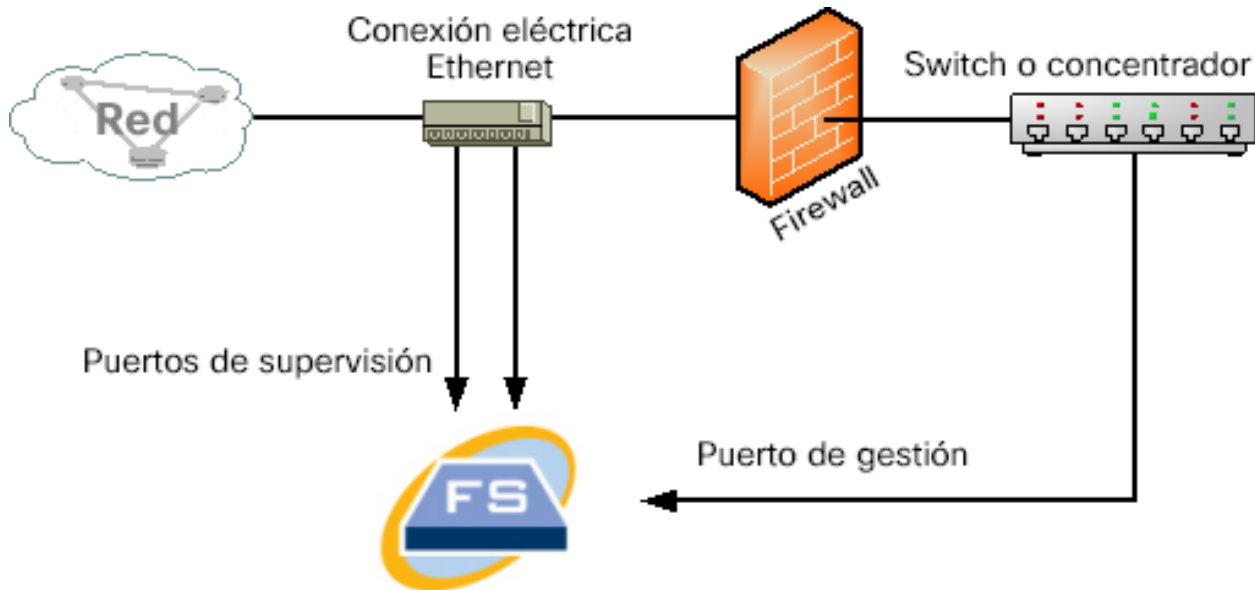 Conexión eléctrica
Ethernet
Red
Switch o concentrador
Firewall
Puertos de supervisión
Puerto de gestión
FS